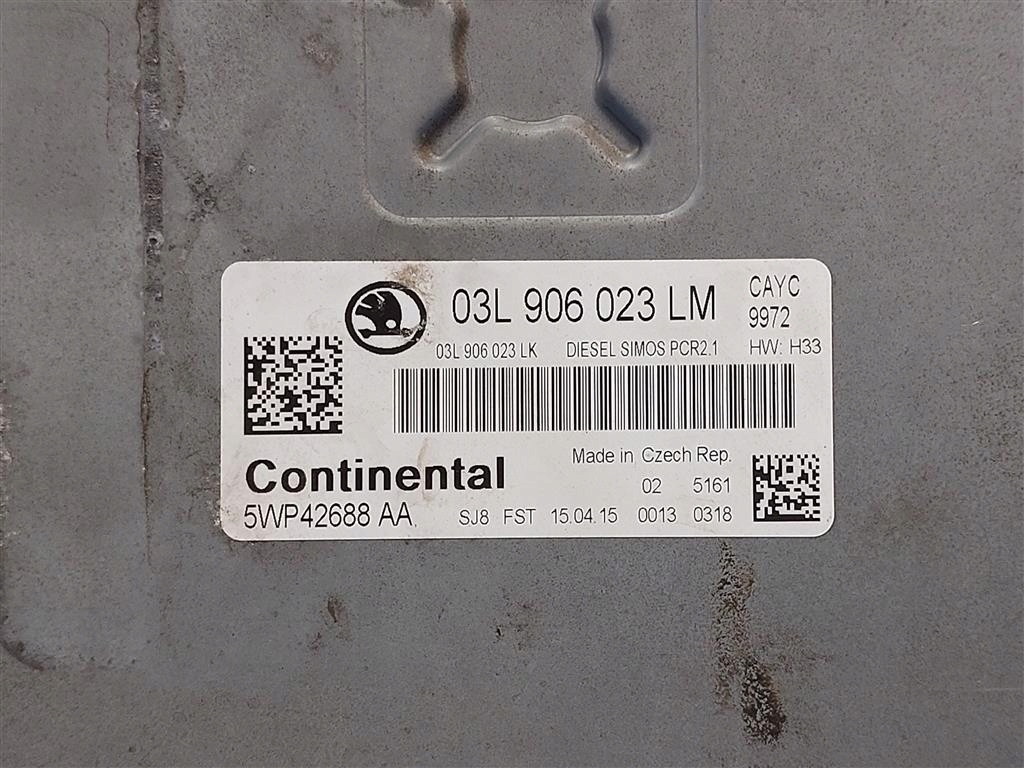 03L 906 023 LM
CAYC
9972
03L 906 023 LK DIESEL SIMOS PCR2.1 HW: H33
Made in Czech Rep.
02 5161
Continental
5WP42688 AA
SJ8 FST 15.04.15 0013 0318